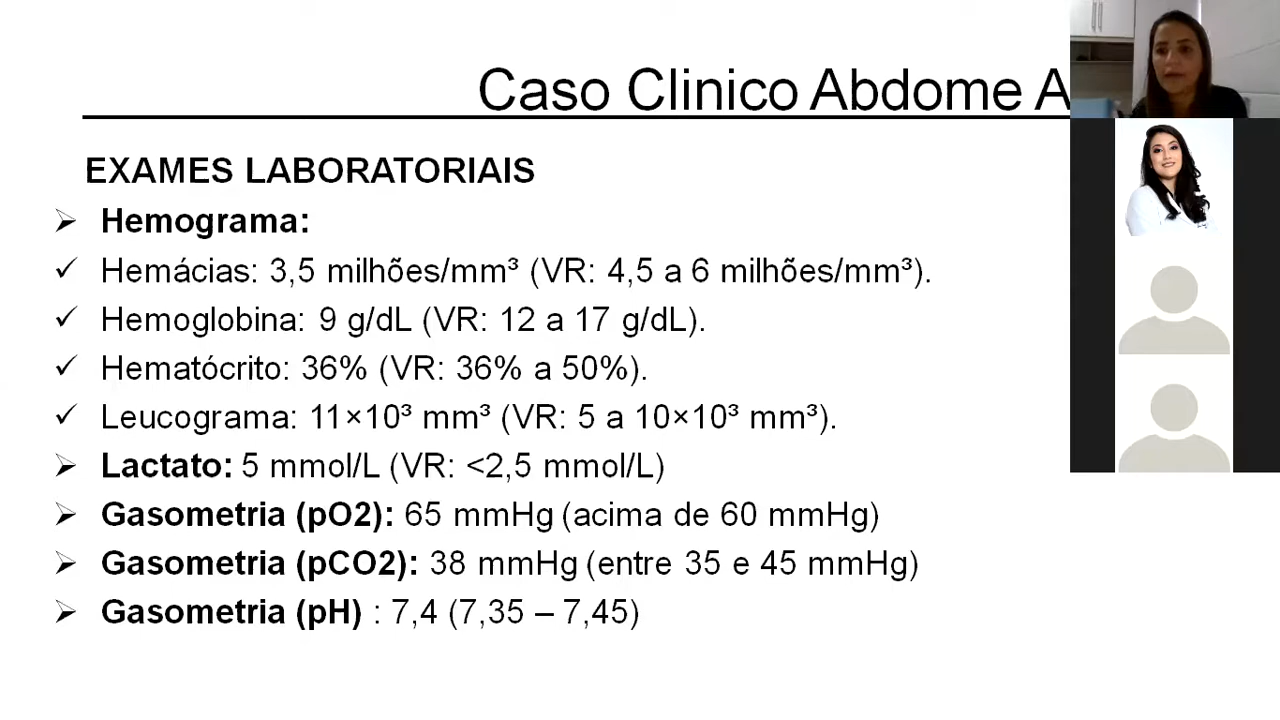 Caso Clinico Abdome A
EXAMES LABORATORIAIS
Hemograma:
Hemácias: 3,5 milhões/mm³ (VR: 4,5 a 6 milhões/mm³).
Hemoglobina: 9 g/dL (VR: 12 a 17 g/dL).
Hematócrito: 36% (VR: 36% a 50%).
Leucograma: 11×10³ mm³ (VR: 5 a 10×10³ mm³).
Lactato: 5 mmol/L (VR: <2,5 mmol/L)
Gasometria (pO2): 65 mmHg (acima de 60 mmHg)
Gasometria (pCO2): 38 mmHg (entre 35 e 45 mmHg)
Gasometria (pH) : 7,4 (7,35 – 7,45)